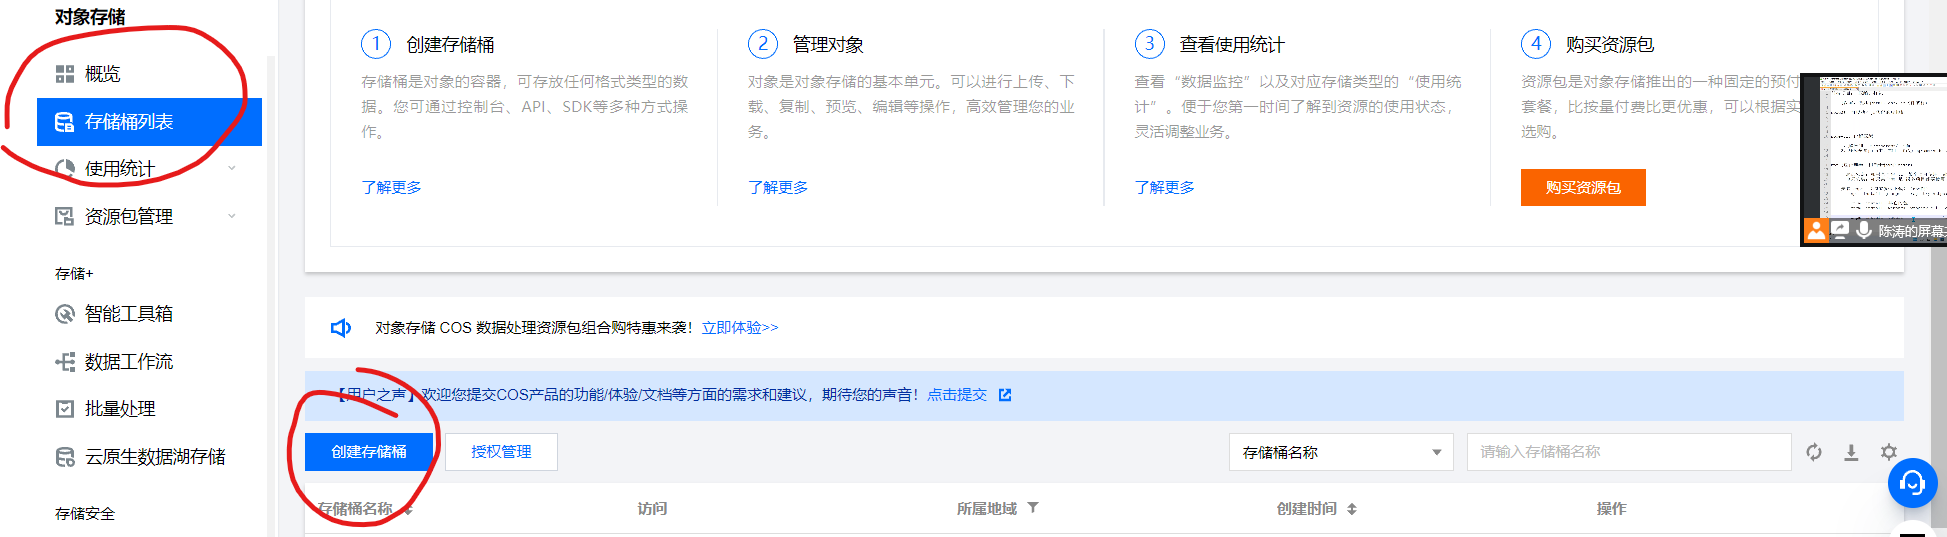 对象存储
概览
存储桶列表
使用统计
资源包管理
存储+
智能工具箱
数据工作流
批量处理
云原生数据湖存储
存储安全
1 创建存储桶
存储桶是对象的容器，可存放任何格式类型的数
据。您可通过控制台、API、SDK等多种方式操
作。
了解更多
2 管理对象
对象是对象存储的基本单元。可以进行上传、下
载、复制、预览、编辑等操作，高效管理您的业
务。
了解更多
3 查看使用统计
查看“数据监控”以及对应存储类型的“使用统
计”。便于您第一时间了解到资源的使用状态，
灵活调整业务。
了解更多
4 购买资源包
资源包是对象存储推出的一种固定的预付
套餐，比按量付费比更优惠，可以根据实
选购。
购买资源包
陈涛的屏幕
对象存储 COS 数据处理资源包组合购特惠来袭！立即体验>>
【用户之声】欢迎您提交COS产品的功能/体验/文档等方面的需求和建议，期待您的声音！点击提交
创建存储桶 授权管理 存储桶名称 请输入存储桶名称
存储桶名称 访问 所属地域 创建时间 操作